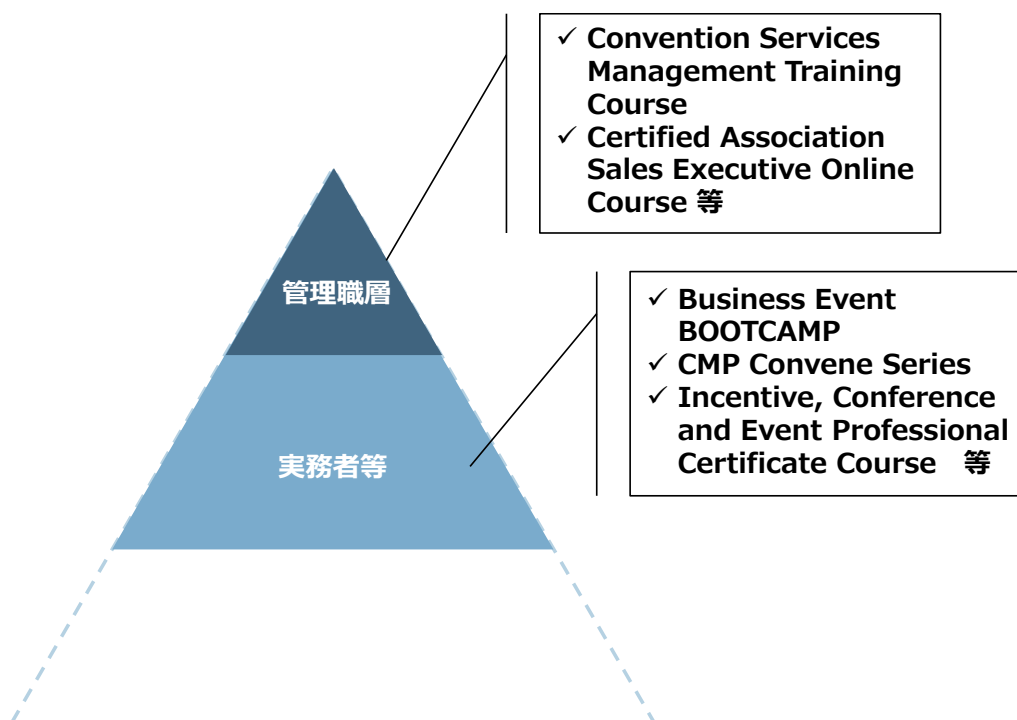 ✓ Convention Services
Management Training
Course
✓ Certified Association
Sales Executive Online
Course 等
管理職層
✓ Business Event
BOOTCAMP
✓ CMP Convene Series
✓ Incentive, Conference
and Event Professional
Certificate Course　等
実務者等